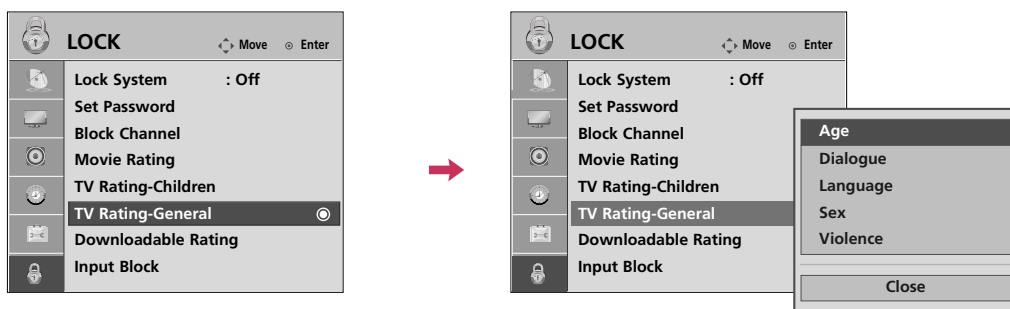 LOCK
Move
Enter
Lock System : Off
Set Password
Block Channel
Movie Rating
TV Rating-Children
TV Rating-General
Downloadable Rating
Input Block
LOCK
Move
Enter
Lock System : Off
Set Password
Block Channel
Movie Rating
TV Rating-Children
TV Rating-General
Downloadable Rating
Input Block
Age
Dialogue
Language
Sex
Violence
Close